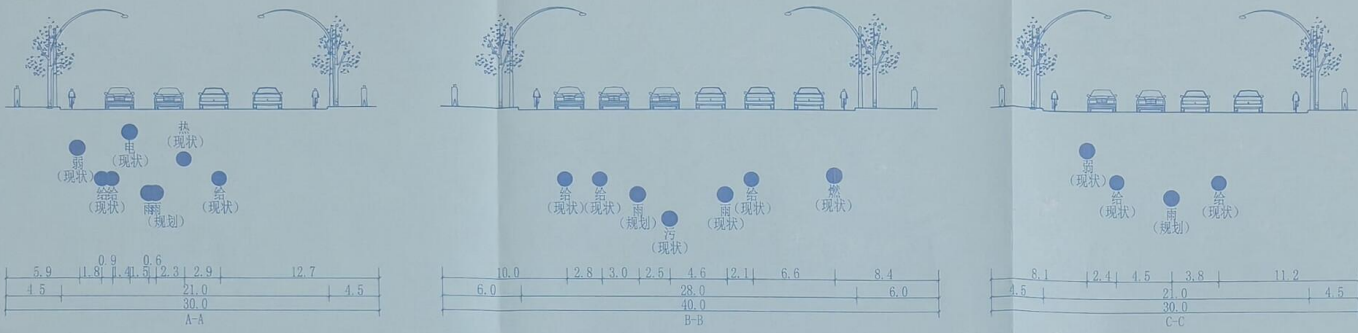 热
(现状)
电
(现状)
弱
(现状)
给给
(现状)
雨雨
(规划)
给
(现状)
5.9
1.8
0.9
1.4
1.5
0.6
2.3
2.9
12.7
4.5
21.0
4.5
30.0
A-A
给
(现状)
给
(现状)
雨
(规划)
污
(现状)
雨
(现状)
给
(现状)
燃
(现状)
10.0
2.8
3.0
2.5
4.6
2.1
6.6
8.4
6.0
28.0
6.0
40.0
B-B
弱
(现状)
给
(现状)
雨
(规划)
给
(现状)
8.1
2.4
4.5
3.8
11.2
4.5
21.0
4.5
30.0
C-C